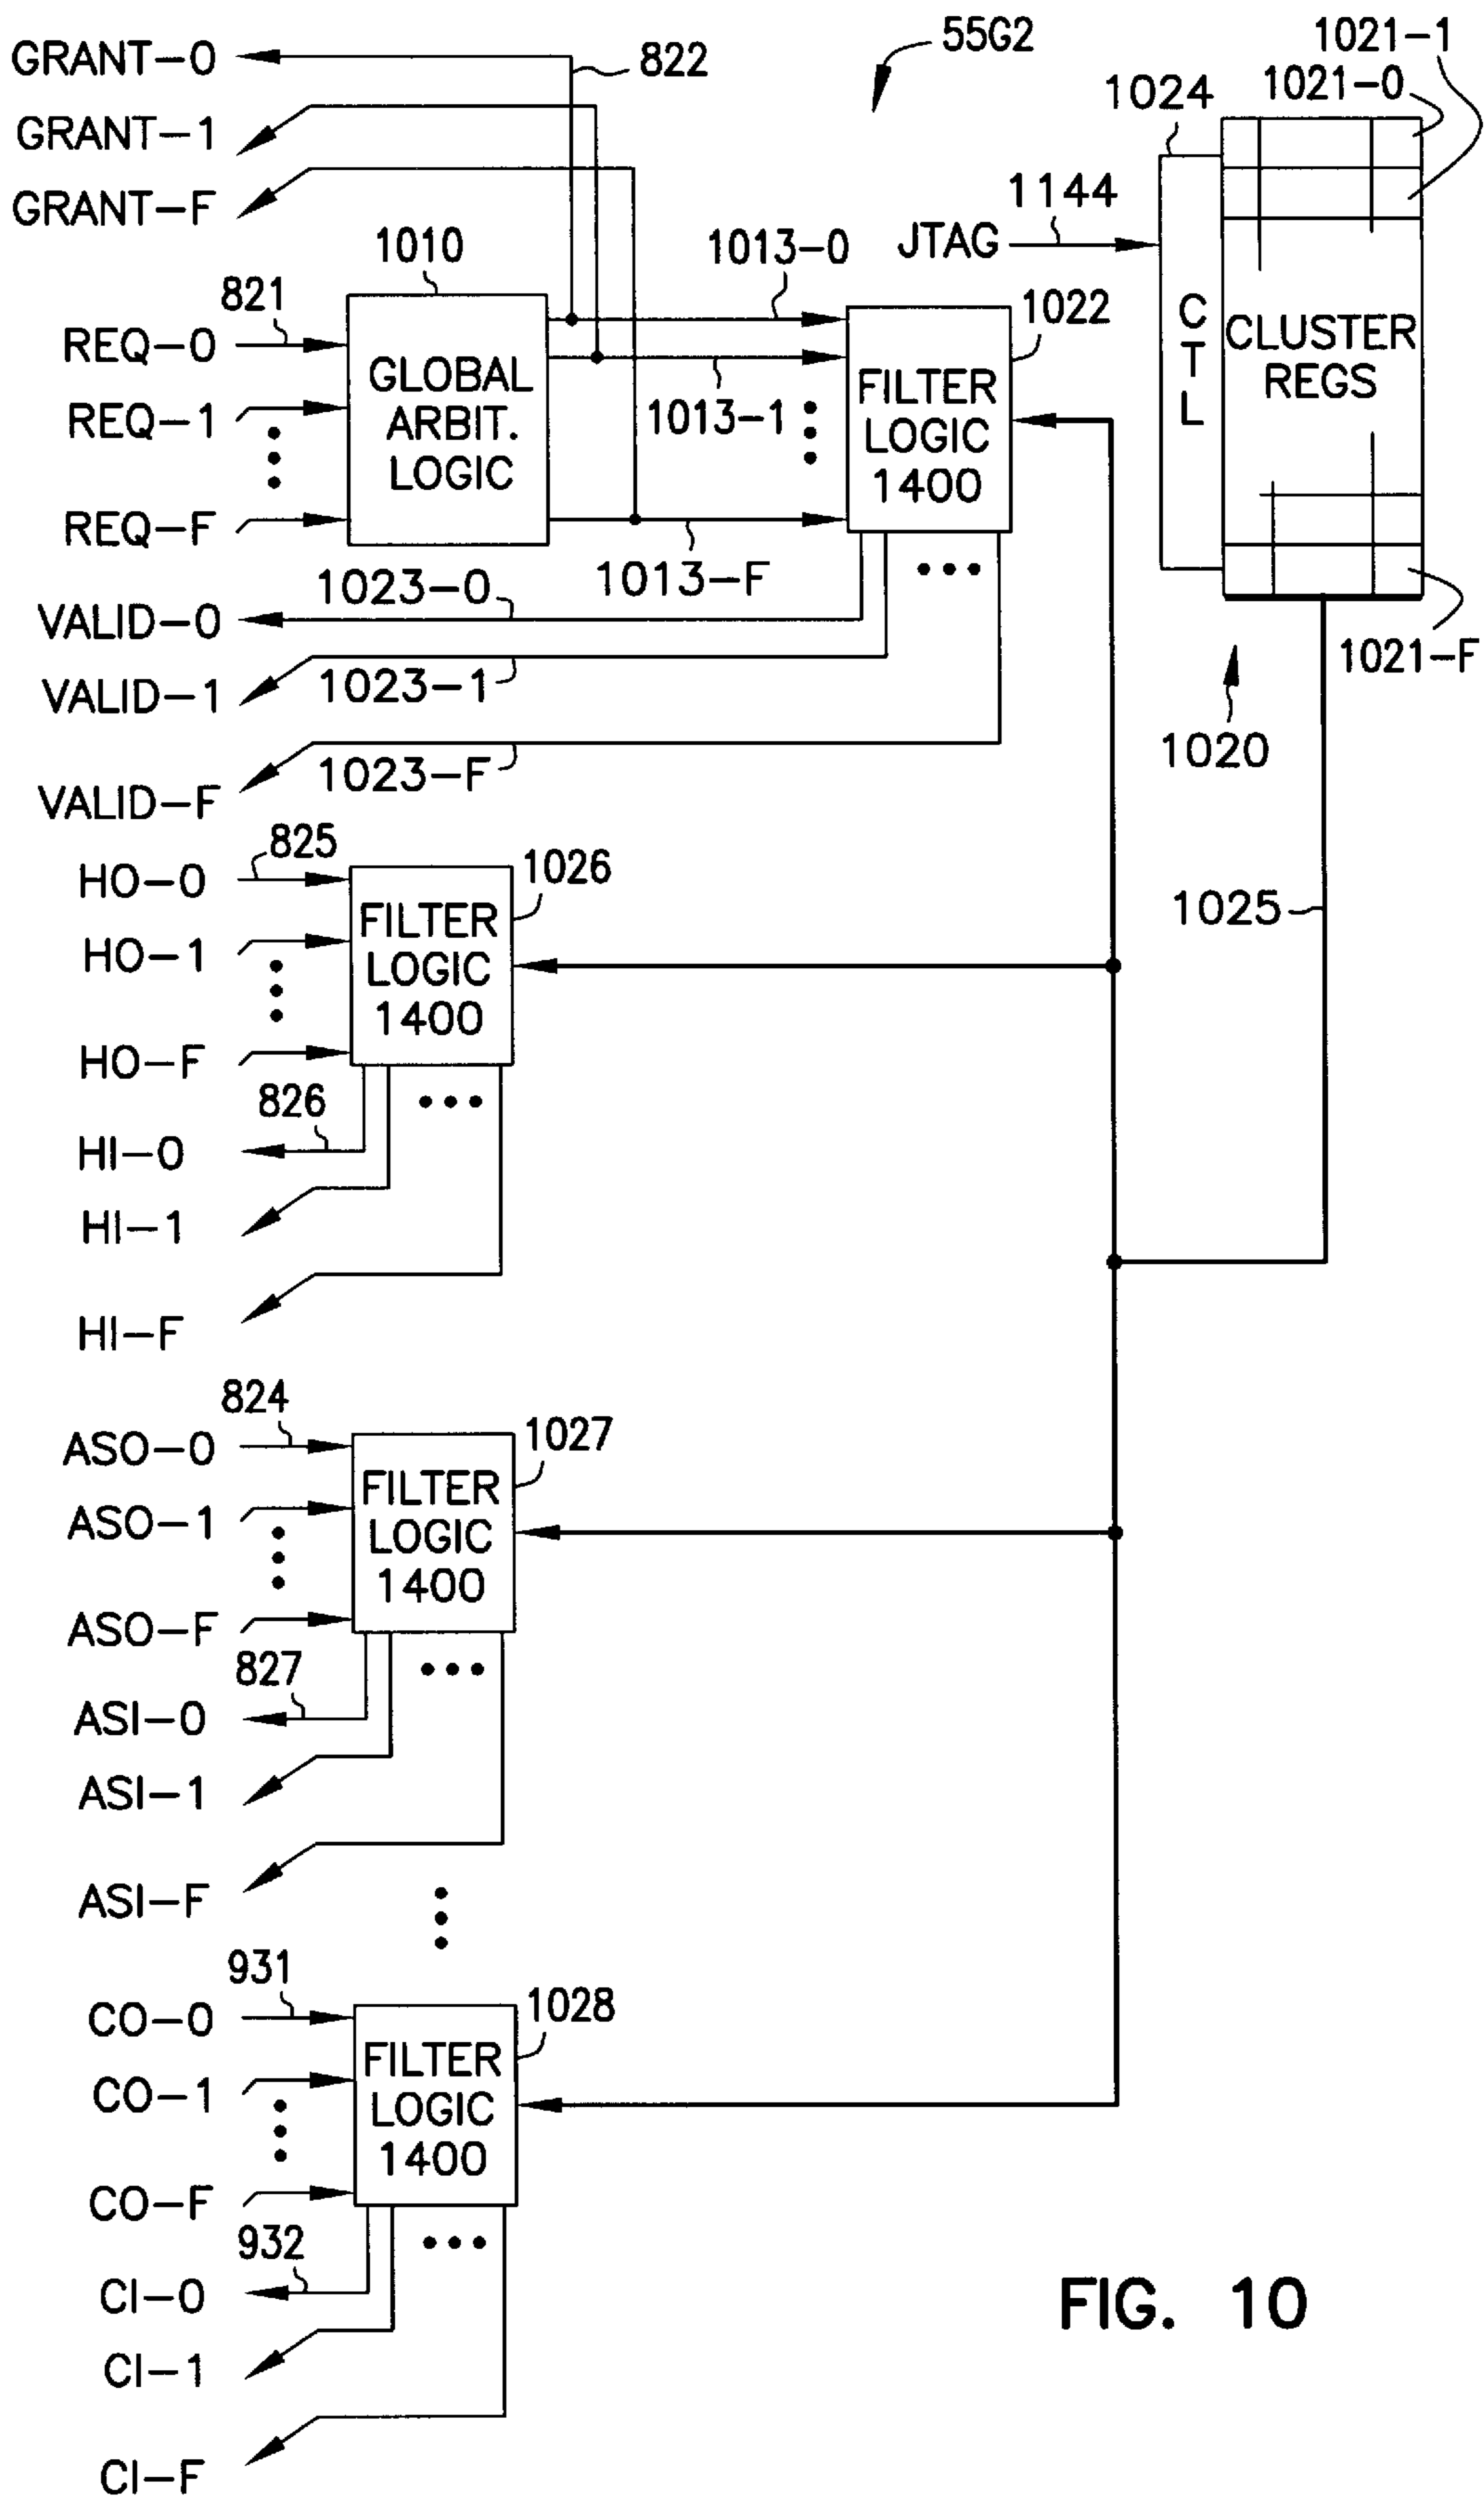 GRANT-0
822
55G2
1021-1
1021-0
1024
GRANT-1
GRANT-F
1144
JTAG
1010
1013-0
821
1022
REQ-0
REQ-1
REQ-F
GLOBAL
ARBIT.
LOGIC
1013-1
FILTER
LOGIC
1400
C
T
L
CLUSTER
REGS
1013-F
1023-0
VALID-0
1023-1
VALID-1
1021-F
1020
1023-F
VALID-F
825
HO-0
1026
FILTER
LOGIC
1400
1025
HO-1
HO-F
826
HI-0
HI-1
HI-F
824
ASO-0
1027
FILTER
LOGIC
1400
ASO-1
ASO-F
827
ASI-0
ASI-1
ASI-F
931
CO-0
1028
FILTER
LOGIC
1400
CO-1
CO-F
932
CI-0
CI-1
CI-F
FIG. 10